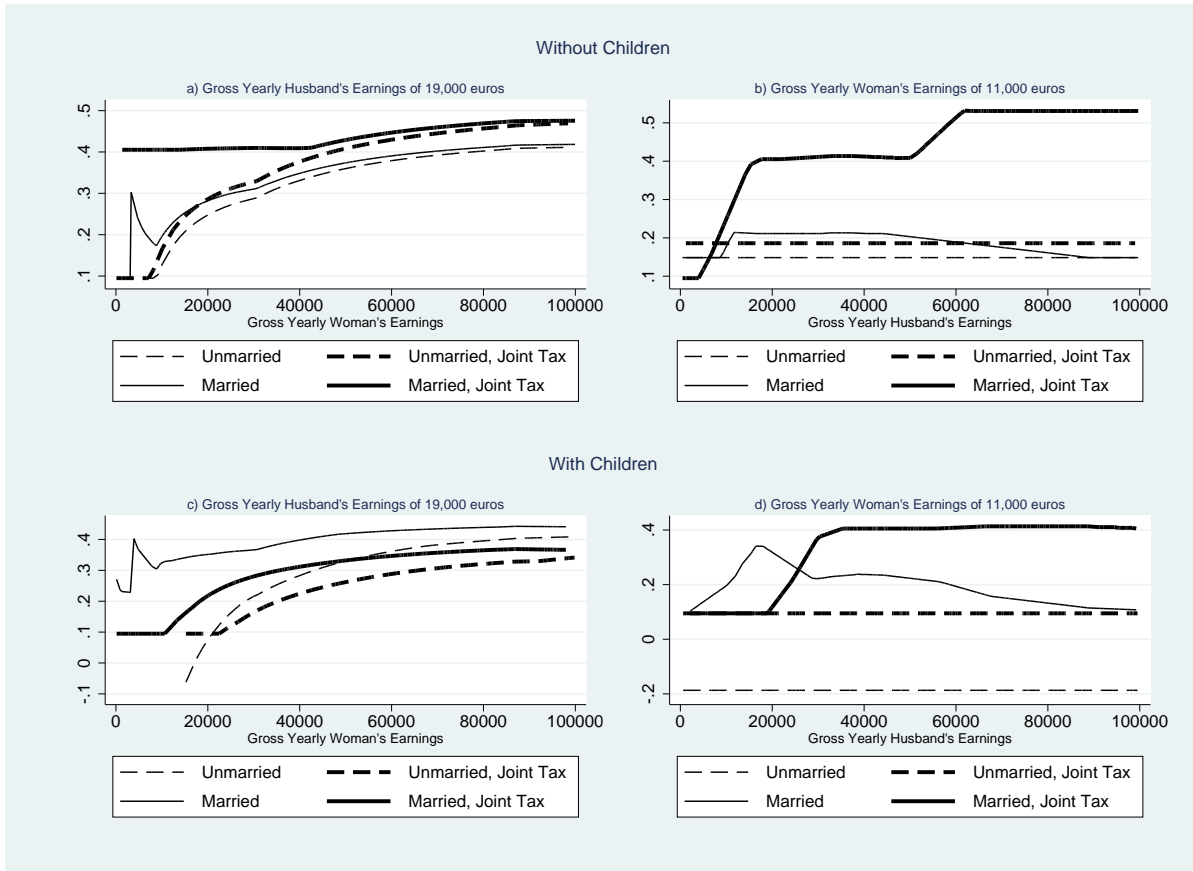 Without Children
a) Gross Yearly Husband's Earnings of 19,000 euros
.5
.4
.3
.2
.1
0 20000 40000 60000 80000 100000
Gross Yearly Woman's Earnings
Unmarried Unmarried, Joint Tax
Married Married, Joint Tax
b) Gross Yearly Woman's Earnings of 11,000 euros
.5
.4
.3
.2
.1
0 20000 40000 60000 80000 100000
Gross Yearly Husband's Earnings
Unmarried Unmarried, Joint Tax
Married Married, Joint Tax
With Children
c) Gross Yearly Husband's Earnings of 19,000 euros
.4
.3
.2
.1
0
-.1
0 20000 40000 60000 80000 100000
Gross Yearly Woman's Earnings
Unmarried Unmarried, Joint Tax
Married Married, Joint Tax
d) Gross Yearly Woman's Earnings of 11,000 euros
.4
.2
0
-.2
0 20000 40000 60000 80000 100000
Gross Yearly Husband's Earnings
Unmarried Unmarried, Joint Tax
Married Married, Joint Tax